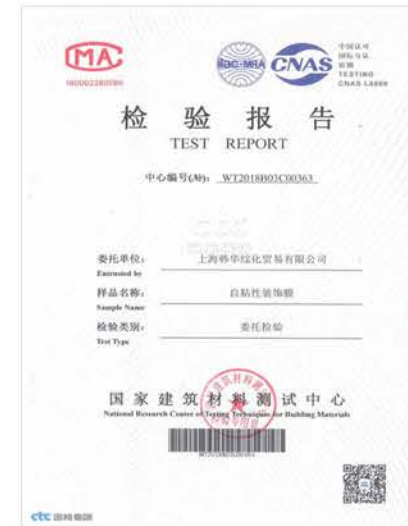 MA
ilac-MRA
CNAS
中国认可
国际互认
检测
TESTING
检 验 报 告
TEST REPORT
中心编号(№): WT2018B03C00363
委托单位: 上海韩华综化贸易有限公司
Entrusted by
样品名称: 自粘性装饰膜
Sample Name
检验类别: 委托检验
Test Type
国家建筑材料测试中心
National Research Center of Testing Techniques for Building Materials
ctc 国检集团